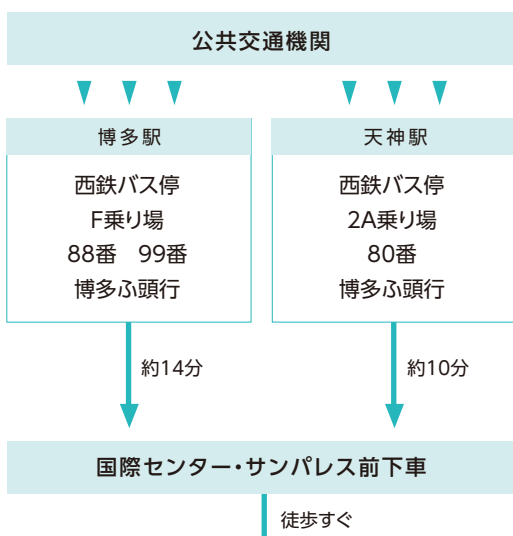 公共交通機関
博多駅
西鉄バス停
F乗り場
88番　99番
博多ふ頭行
天神駅
西鉄バス停
2A乗り場
80番
博多ふ頭行
約14分
約10分
国際センター・サンパレス前下車
徒歩すぐ